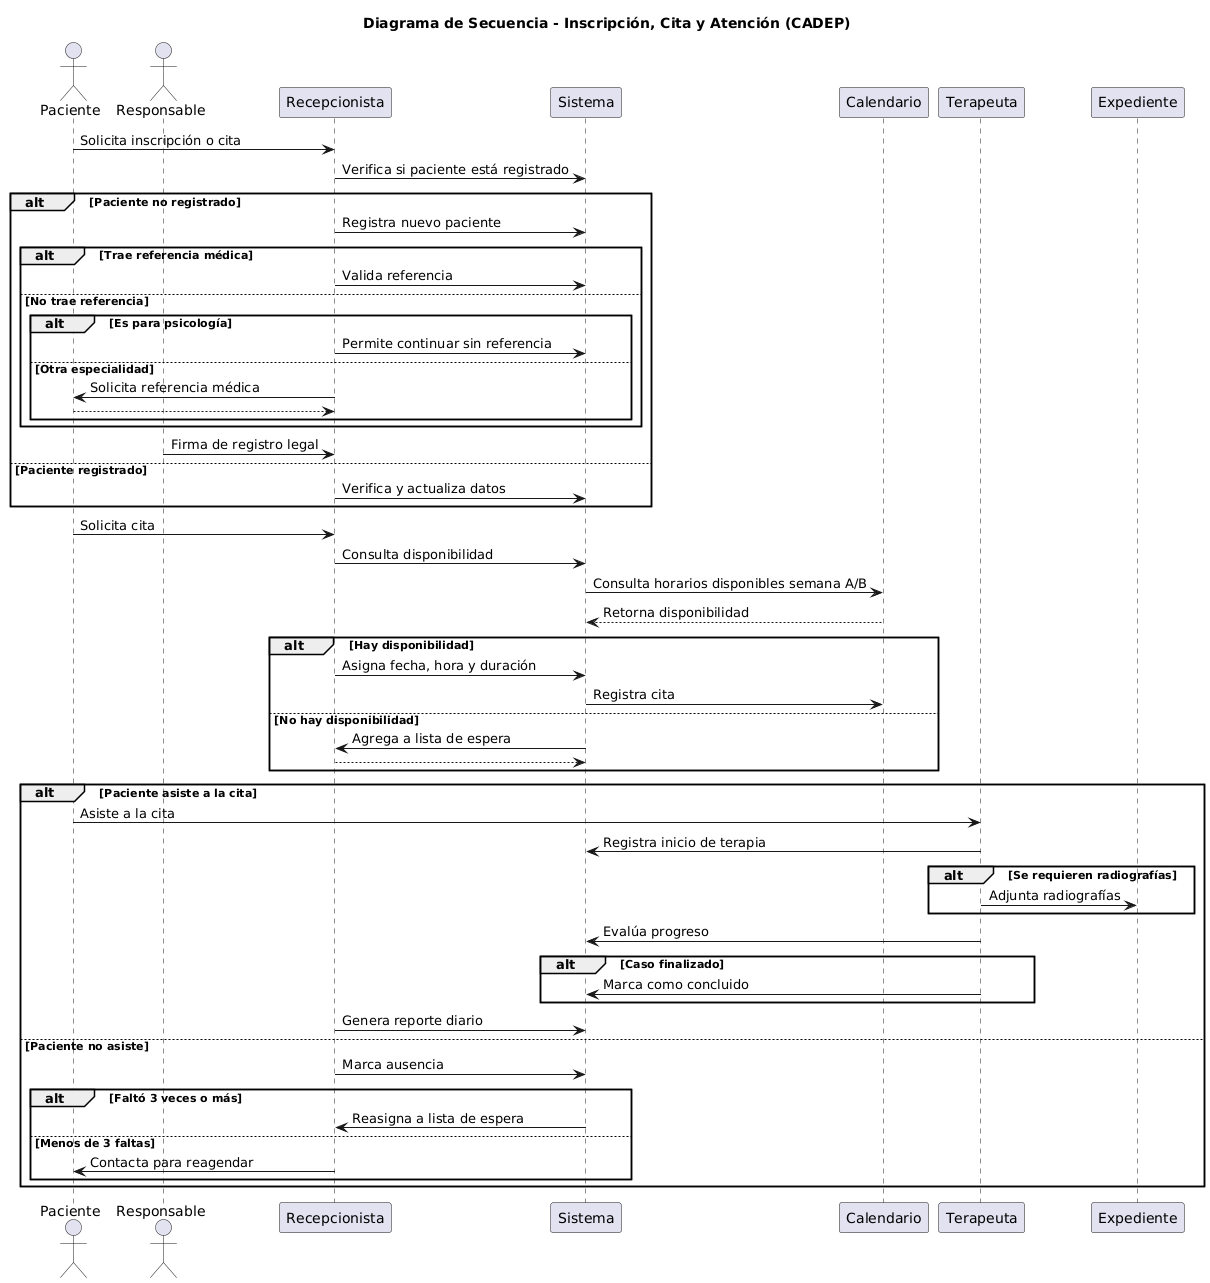 Diagrama de Secuencia - Inscripción, Cita y Atención (CADEP)
Paciente
Responsable
Recepcionista
Sistema
Calendario
Terapeuta
Expediente
Solicita inscripción o cita
Verifica si paciente está registrado
alt [Paciente no registrado]
Registra nuevo paciente
alt [Trae referencia médica]
Valida referencia
[No trae referencia]
alt [Es para psicología]
Permite continuar sin referencia
[Otra especialidad]
Solicita referencia médica
Firma de registro legal
[Paciente registrado]
Verifica y actualiza datos
Solicita cita
Consulta disponibilidad
Consulta horarios disponibles semana A/B
Retorna disponibilidad
alt [Hay disponibilidad]
Asigna fecha, hora y duración
Registra cita
[No hay disponibilidad]
Agrega a lista de espera
alt [Paciente asiste a la cita]
Asiste a la cita
Registra inicio de terapia
alt [Se requieren radiografías]
Adjunta radiografías
Evalúa progreso
alt [Caso finalizado]
Marca como concluido
Genera reporte diario
[Paciente no asiste]
Marca ausencia
alt [Faltó 3 veces o más]
Reasigna a lista de espera
[Menos de 3 faltas]
Contacta para reagendar
Paciente
Responsable
Recepcionista
Sistema
Calendario
Terapeuta
Expediente